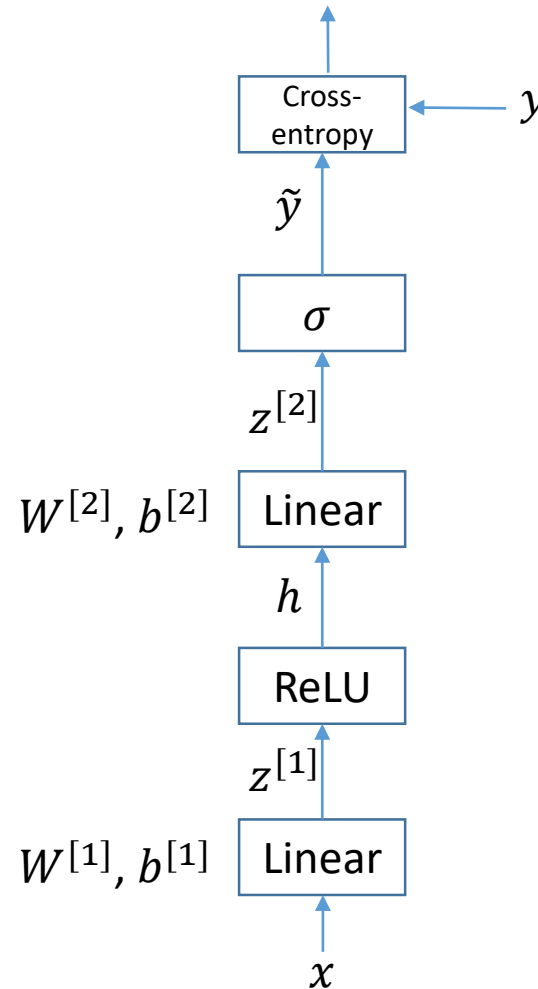 Cross-
entropy
y
ỹ
σ
z^{[2]}
W^{[2]}, b^{[2]}
Linear
h
ReLU
z^{[1]}
W^{[1]}, b^{[1]}
Linear
x